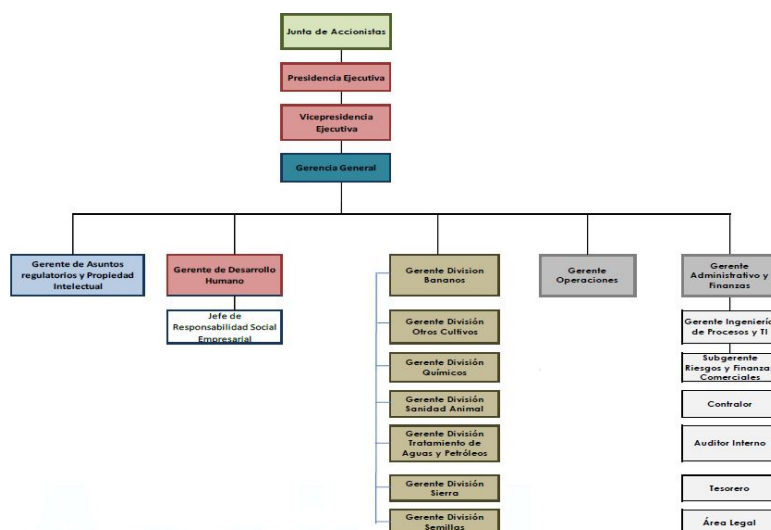 Junta de Accionistas
Presidencia Ejecutiva
Vicepresidencia
Ejecutiva
Gerencia General
Gerente de Asuntos
regulatorios y Propiedad
Intelectual
Gerente de Desarrollo
Humano
Jefe de
Responsabilidad Social
Empresarial
Gerente Division
Bananos
Gerente División
Otros Cultivos
Gerente División
Químicos
Gerente División
Sanidad Animal
Gerente División
Tratamiento de
Aguas y Petróleos
Gerente División
Sierra
Gerente División
Semillas
Gerente
Operaciones
Gerente
Administrativo y
Finanzas
Gerente Ingeniería
de Procesos y TI
Subgerente
Riesgos y Finanzas
Comerciales
Contralor
Auditor Interno
Tesorero
Área Legal